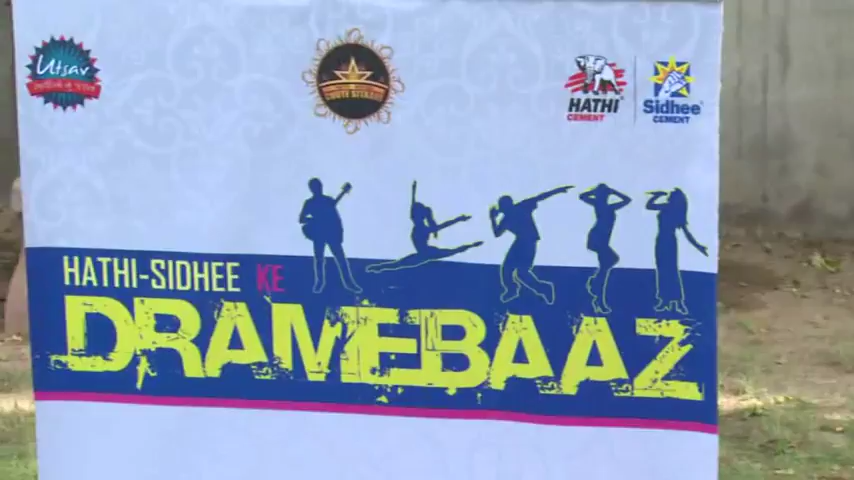 Utsav
HATHI
CEMENT
Sidhee
CEMENT
HATHI-SIDHEE KE
DRAMEBAAZ